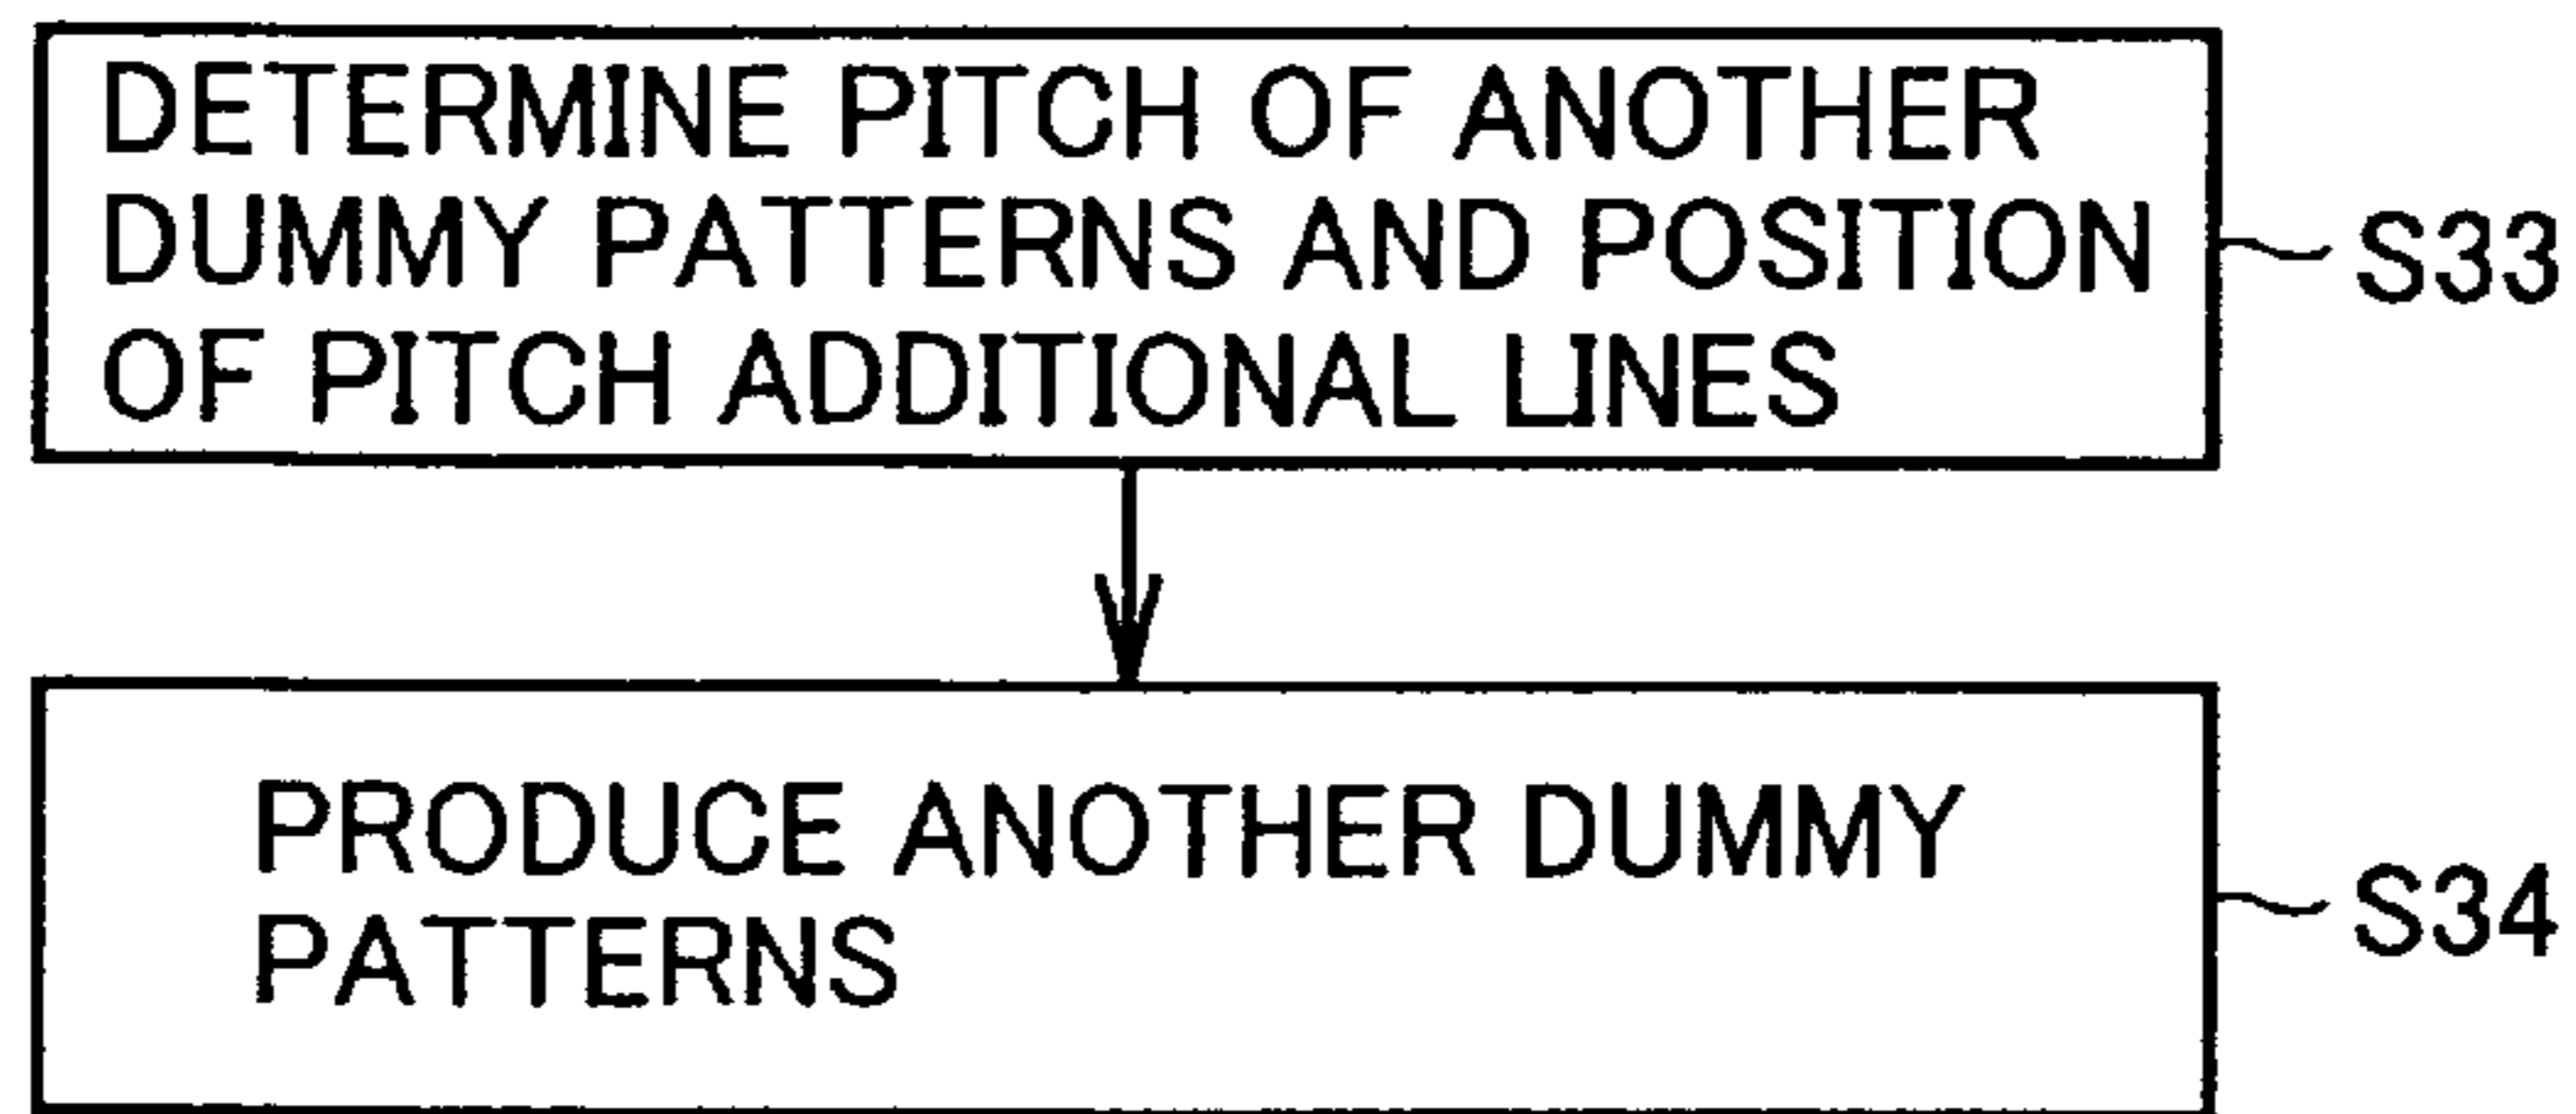 DETERMINE PITCH OF ANOTHER
DUMMY PATTERNS AND POSITION
OF PITCH ADDITIONAL LINES
S33
PRODUCE ANOTHER DUMMY
PATTERNS
S34